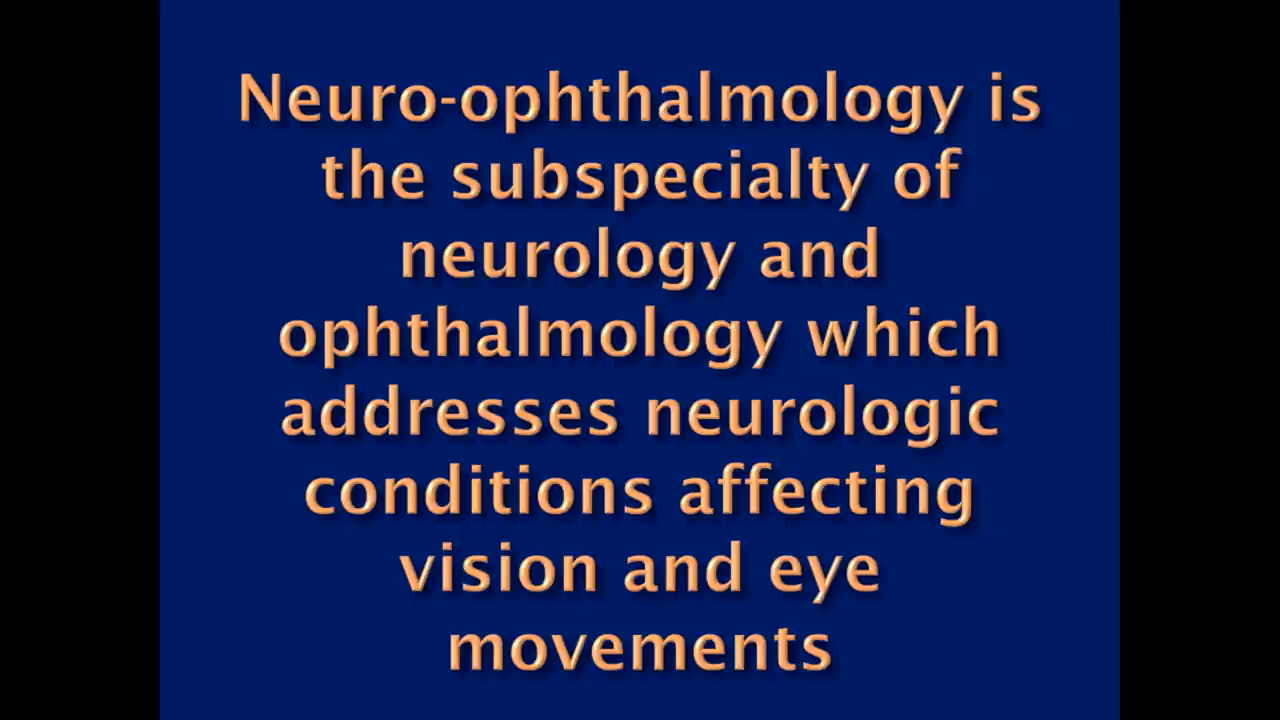 Neuro-ophthalmology is
the subspecialty of
neurology and
ophthalmology which
addresses neurologic
conditions affecting
vision and eye
movements